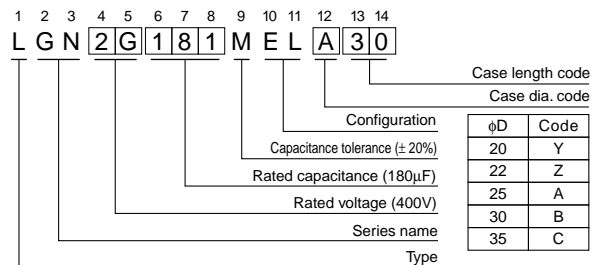 1 2 3 4 5 6 7 8 9 10 11 12 13 14
L G N 2 G 1 8 1 M E L A 3 0
Case length code
Case dia. code
Configuration
Capacitance tolerance (± 20%)
Rated capacitance (180µF)
Rated voltage (400V)
Series name
Type
ϕD Code
20 Y
22 Z
25 A
30 B
35 C